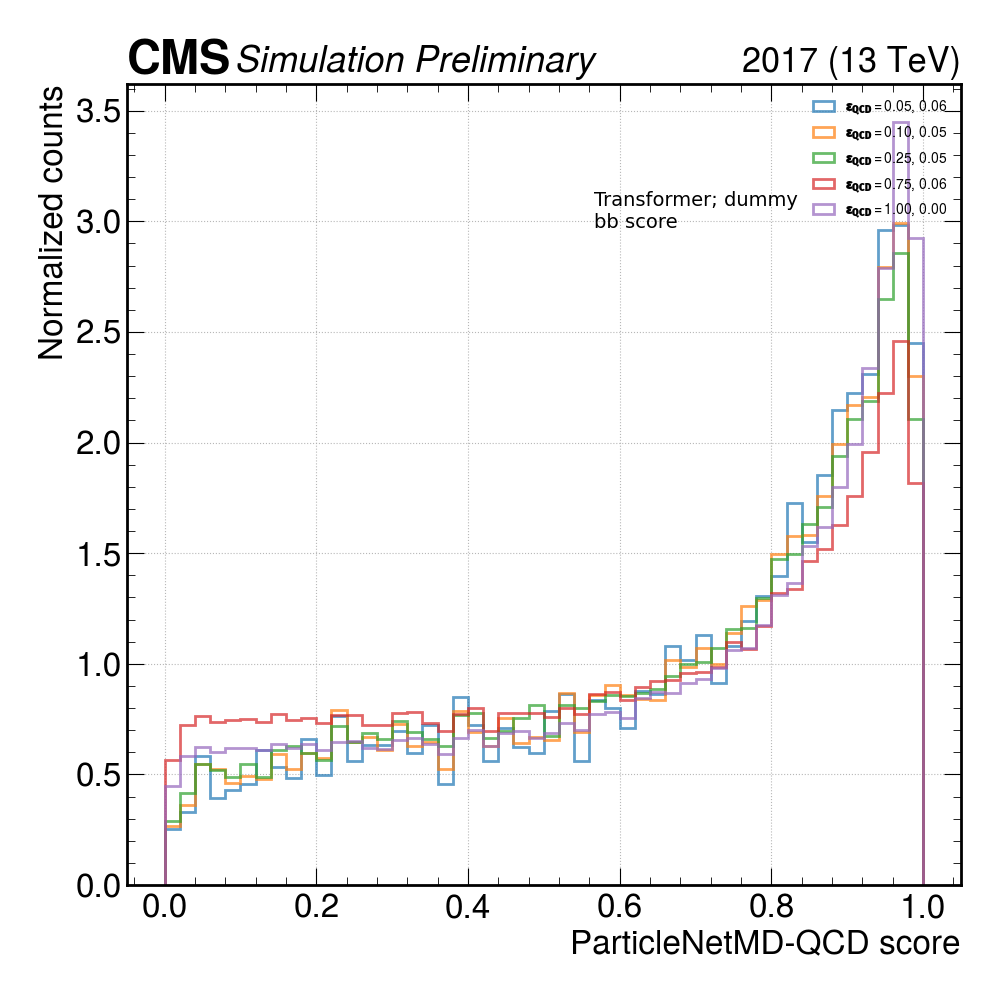 CMS Simulation Preliminary 2017 (13 TeV)
Normalized counts
3.5
3.0
2.5
2.0
1.5
1.0
0.5
0.0
εQCD = 0.05, 0.06
εQCD = 0.10, 0.05
εQCD = 0.25, 0.05
εQCD = 0.75, 0.06
εQCD = 1.00, 0.00
Transformer; dummy
bb score
0.0 0.2 0.4 0.6 0.8 1.0
ParticleNetMD-QCD score